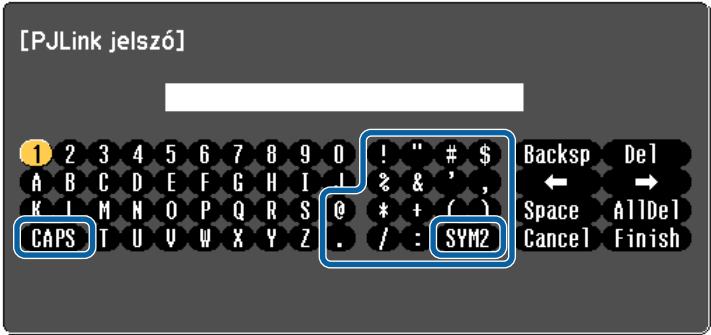 [PJLink jelszó]
1 2 3 4 5 6 7 8 9 0 ! " # $ Backsp Del
A B C D E F G H I J % & ' , ← →
K L M N O P Q R S @ * + ( ) Space AllDel
CAPS T U V W X Y Z . / : SYM2 Cancel Finish